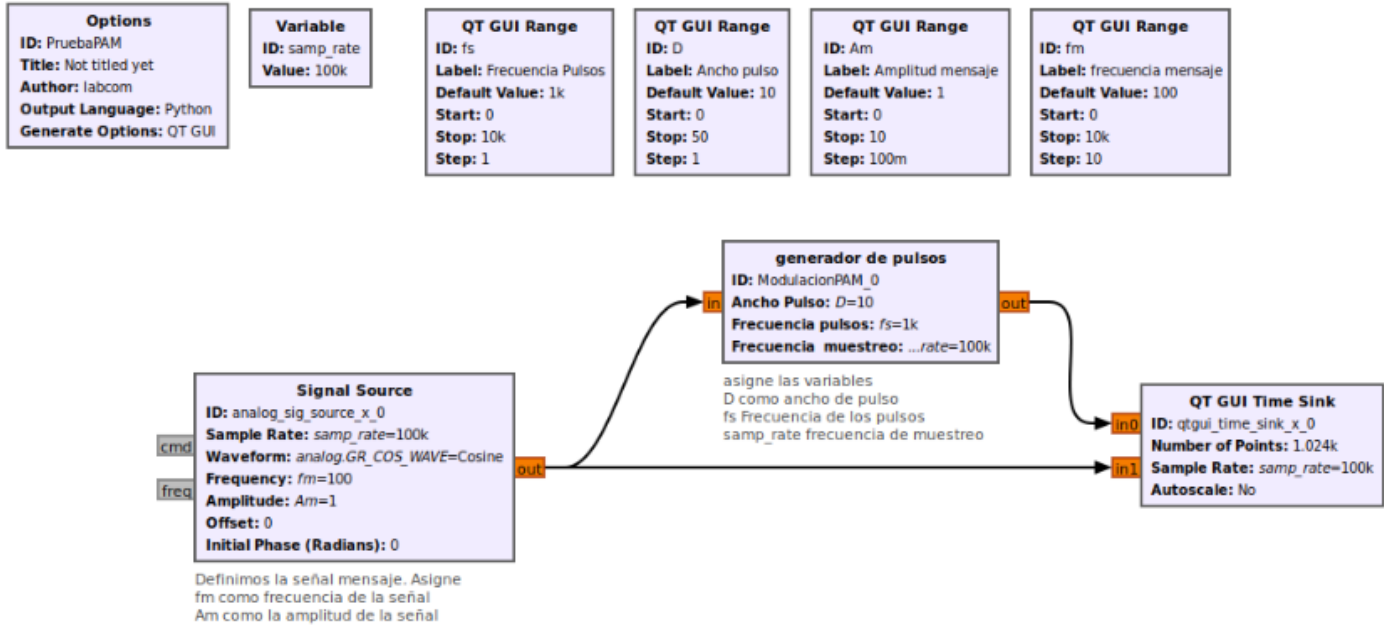 Options
ID: PruebaPAM
Title: Not titled yet
Author: labcom
Output Language: Python
Generate Options: QT GUI
Variable
ID: samp_rate
Value: 100k
QT GUI Range
ID: fs
Label: Frecuencia Pulsos
Default Value: 1k
Start: 0
Stop: 10k
Step: 1
QT GUI Range
ID: D
Label: Ancho pulso
Default Value: 10
Start: 0
Stop: 50
Step: 1
QT GUI Range
ID: Am
Label: Amplitud mensaje
Default Value: 1
Start: 0
Stop: 10
Step: 100m
QT GUI Range
ID: fm
Label: frecuencia mensaje
Default Value: 100
Start: 0
Stop: 10k
Step: 10
generador de pulsos
ID: ModulacionPAM_0
Ancho Pulso: D=10
Frecuencia pulsos: fs=1k
Frecuencia muestreo: ...rate=100k
in
out
asigne las variables
D como ancho de pulso
fs Frecuencia de los pulsos
samp_rate frecuencia de muestreo
Signal Source
ID: analog_sig_source_x_0
Sample Rate: samp_rate=100k
Waveform: analog.GR_COS_WAVE=Cosine
Frequency: fm=100
Amplitude: Am=1
Offset: 0
Initial Phase (Radians): 0
cmd
freq
out
Definimos la señal mensaje. Asigne
fm como frecuencia de la señal
Am como la amplitud de la señal
QT GUI Time Sink
ID: qtgui_time_sink_x_0
Number of Points: 1.024k
Sample Rate: samp_rate=100k
Autoscale: No
in0
in1